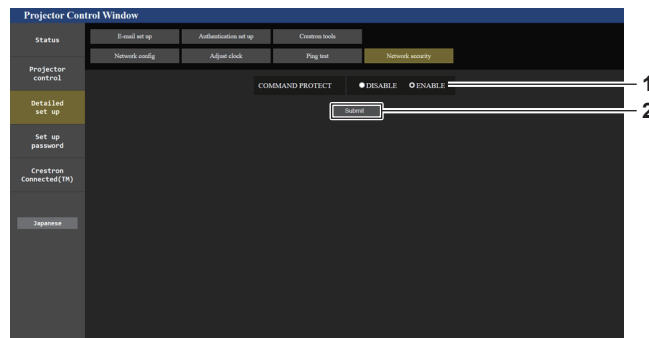 Projector Control Window
Status
E-mail set up Authentication set up Crestron tools
Network config Adjust clock Ping test Network security
Projector
control
COMMAND PROTECT DISABLE ENABLE 1
Detailed
set up
Submit 2
Set up
password
Crestron
Connected(TM)
Japanese